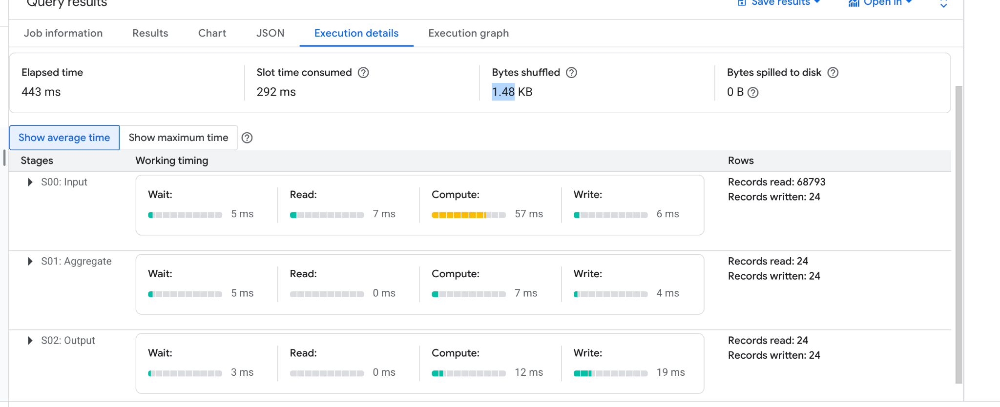 Query results Save results Open in
Job information Results Chart JSON Execution details Execution graph
Elapsed time Slot time consumed Bytes shuffled Bytes spilled to disk
443 ms 292 ms 1.48 KB 0 B
Show average time Show maximum time
Stages Working timing Rows
S00: Input
Wait: Read: Compute: Write:
5 ms 7 ms 57 ms 6 ms
Records read: 68793
Records written: 24
S01: Aggregate
Wait: Read: Compute: Write:
5 ms 0 ms 7 ms 4 ms
Records read: 24
Records written: 24
S02: Output
Wait: Read: Compute: Write:
3 ms 0 ms 12 ms 19 ms
Records read: 24
Records written: 24